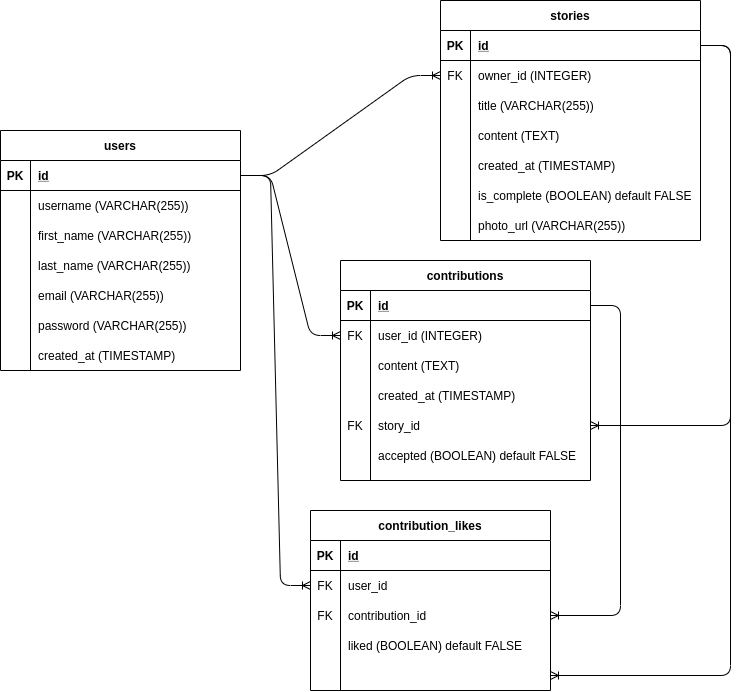 stories
PK id
FK owner_id (INTEGER)
title (VARCHAR(255))
content (TEXT)
created_at (TIMESTAMP)
is_complete (BOOLEAN) default FALSE
photo_url (VARCHAR(255))
users
PK id
username (VARCHAR(255))
first_name (VARCHAR(255))
last_name (VARCHAR(255))
email (VARCHAR(255))
password (VARCHAR(255))
created_at (TIMESTAMP)
contributions
PK id
FK user_id (INTEGER)
content (TEXT)
created_at (TIMESTAMP)
FK story_id
accepted (BOOLEAN) default FALSE
contribution_likes
PK id
FK user_id
FK contribution_id
liked (BOOLEAN) default FALSE